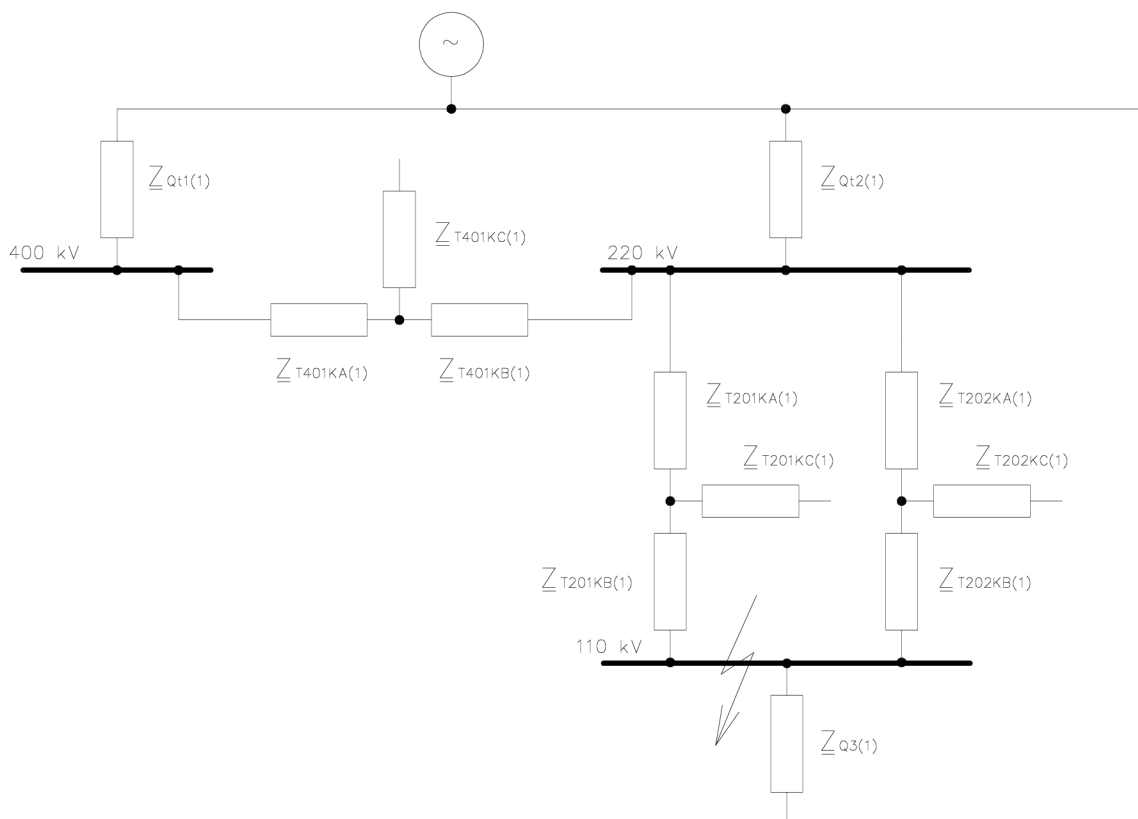 ~
Z Qt1(1)
Z Qt2(1)
Z T401KC(1)
400 kV
220 kV
Z T401KA(1)
Z T401KB(1)
Z T201KA(1)
Z T202KA(1)
Z T201KC(1)
Z T202KC(1)
Z T201KB(1)
Z T202KB(1)
110 kV
Z Q3(1)